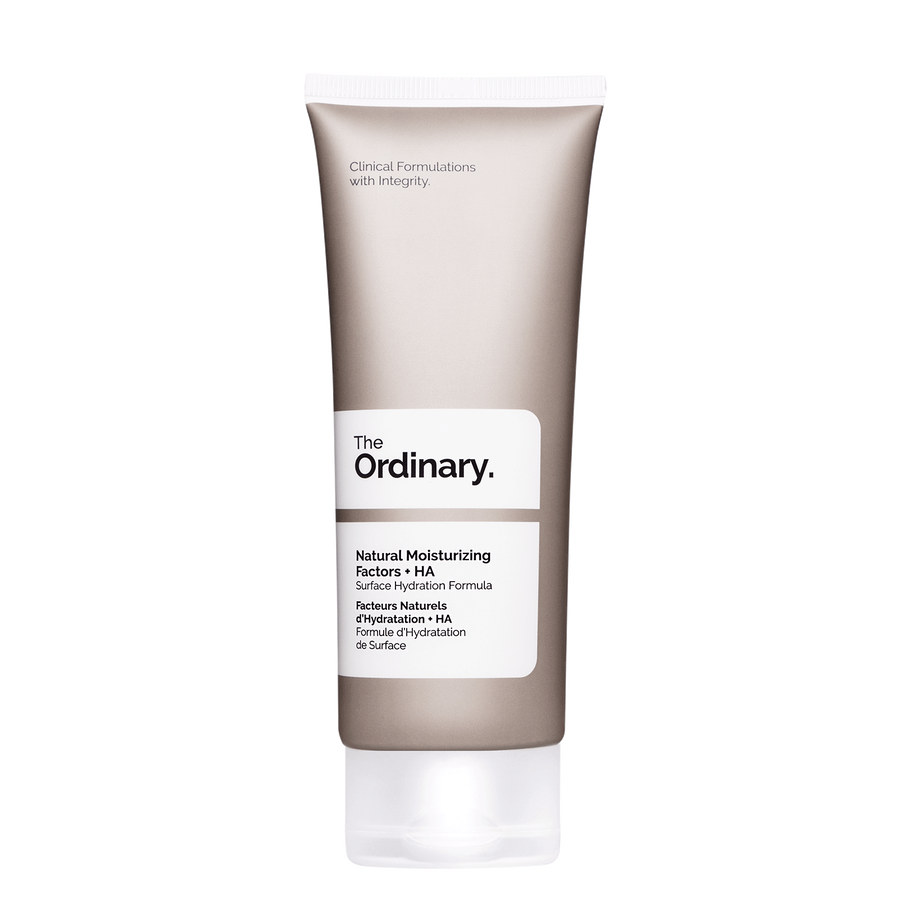 Clinical Formulations
with Integrity.
The
Ordinary.
Natural Moisturizing
Factors + HA
Surface Hydration Formula
Facteurs Naturels
d'Hydratation + HA
Formule d'Hydratation
de Surface